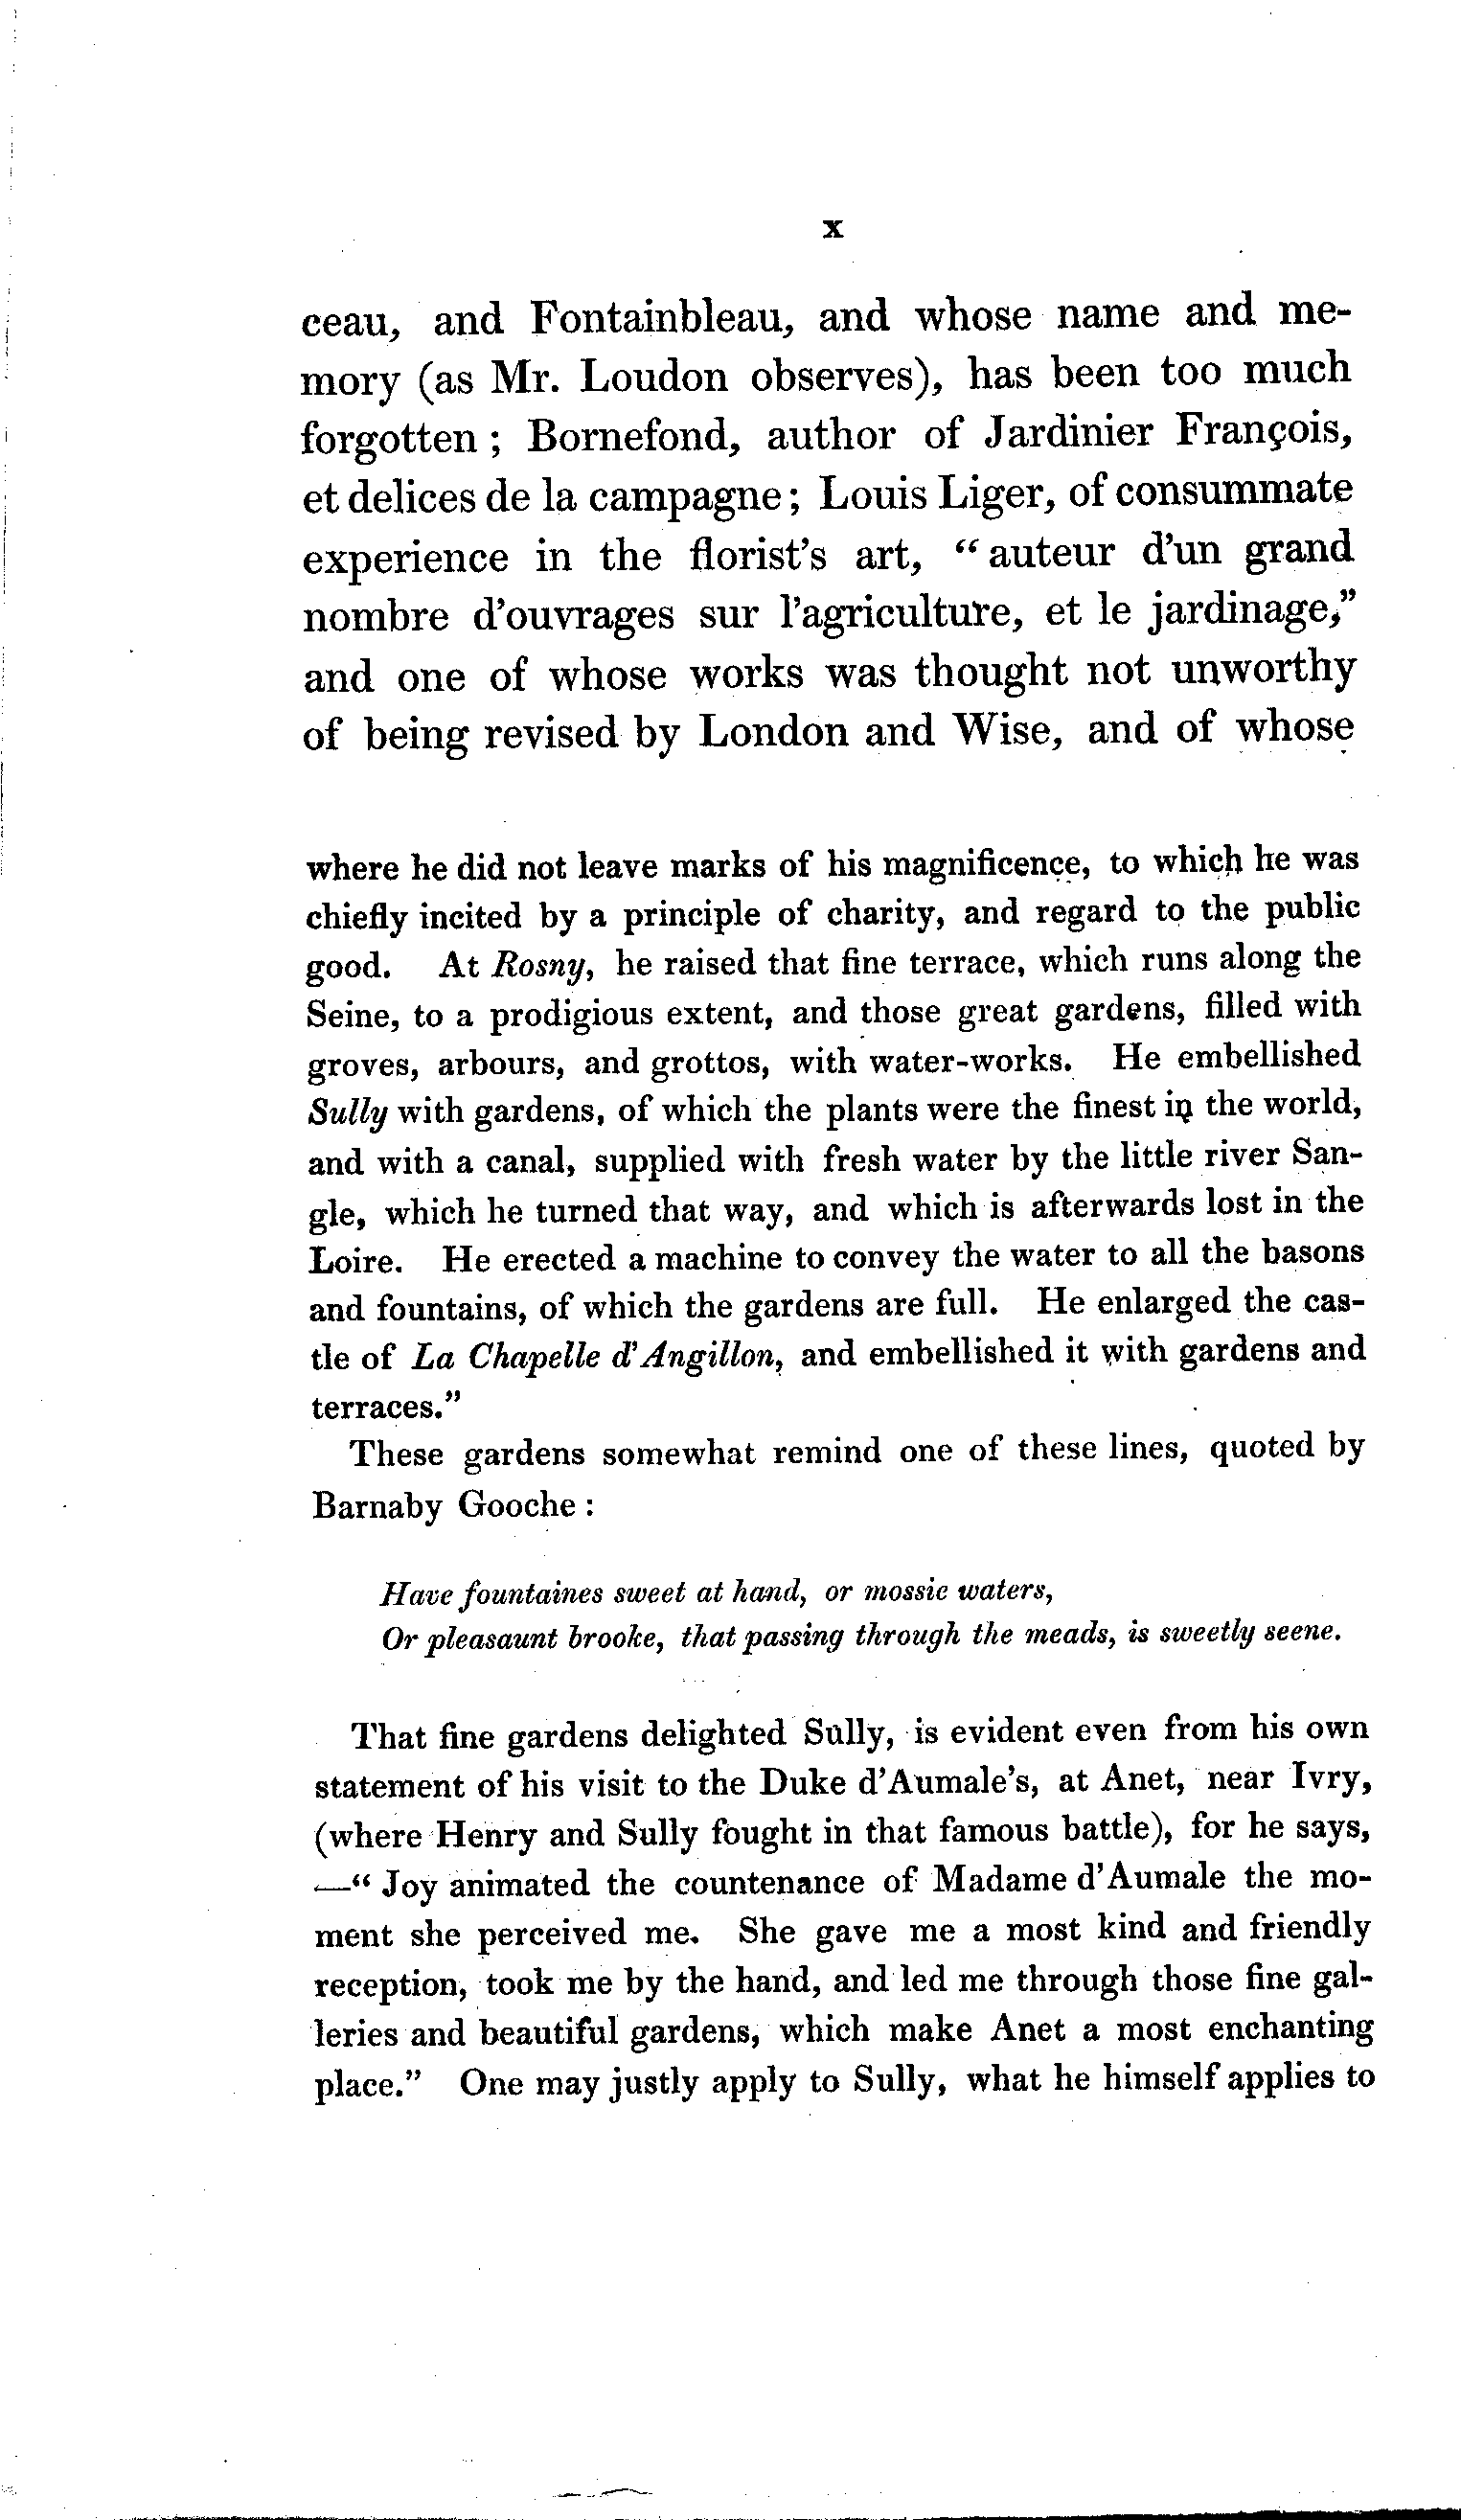 x
ceau, and Fontainbleau, and whose name and me-
mory (as Mr. Loudon observes), has been too much
forgotten ; Bornefond, author of Jardinier François,
et delices de la campagne; Louis Liger, of consummate
experience in the florist's art, “ auteur d'un grand
nombre d'ouvrages sur l'agriculture, et le jardinage,”
and one of whose works was thought not unworthy
of being revised by London and Wise, and of whose
where he did not leave marks of his magnificence, to which he was
chiefly incited by a principle of charity, and regard to the public
good. At Rosny, he raised that fine terrace, which runs along the
Seine, to a prodigious extent, and those great gardens, filled with
groves, arbours, and grottos, with water-works. He embellished
Sully with gardens, of which the plants were the finest in the world,
and with a canal, supplied with fresh water by the little river San-
gle, which he turned that way, and which is afterwards lost in the
Loire. He erected a machine to convey the water to all the basons
and fountains, of which the gardens are full. He enlarged the cas-
tle of La Chapelle d'Angillon, and embellished it with gardens and
terraces.”
These gardens somewhat remind one of these lines, quoted by
Barnaby Gooche :
Have fountaines sweet at hand, or mossie waters,
Or pleasaunt brooke, that passing through the meads, is sweetly seene.
That fine gardens delighted Sully, is evident even from his own
statement of his visit to the Duke d'Aumale's, at Anet, near Ivry,
(where Henry and Sully fought in that famous battle), for he says,
—“ Joy animated the countenance of Madame d'Aumale the mo-
ment she perceived me. She gave me a most kind and friendly
reception, took me by the hand, and led me through those fine gal-
leries and beautiful gardens, which make Anet a most enchanting
place.” One may justly apply to Sully, what he himself applies to